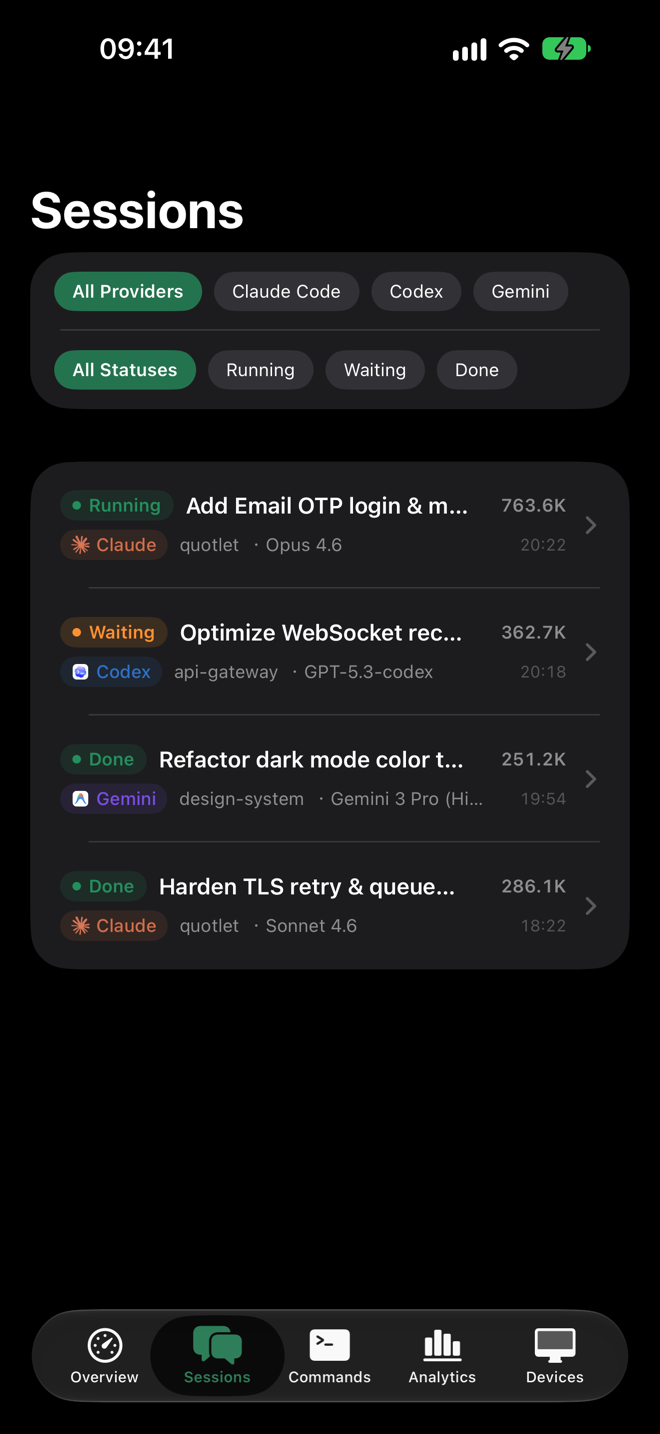 09:41
Sessions
All Providers Claude Code Codex Gemini
All Statuses Running Waiting Done
Running Add Email OTP login & m... 763.6K
Claude quotlet · Opus 4.6 20:22
Waiting Optimize WebSocket rec... 362.7K
Codex api-gateway · GPT-5.3-codex 20:18
Done Refactor dark mode color t... 251.2K
Gemini design-system · Gemini 3 Pro (Hi... 19:54
Done Harden TLS retry & queue... 286.1K
Claude quotlet · Sonnet 4.6 18:22
Overview Sessions Commands Analytics Devices